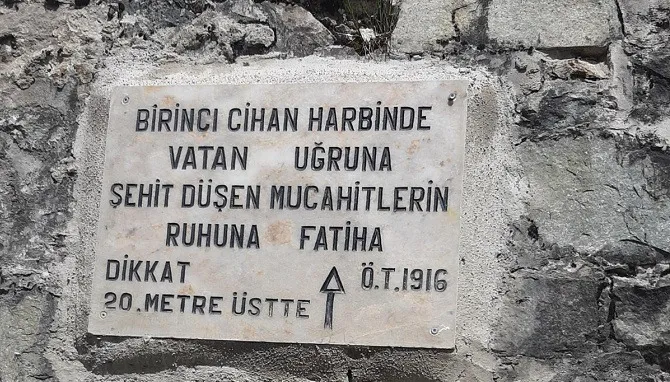 BİRİNCİ CİHAN HARBİNDE
VATAN UĞRUNA
ŞEHİT DÜŞEN MUCAHİTLERİN
RUHUNA FATİHA
DİKKAT Ö.T.1916
20.METRE ÜSTTE